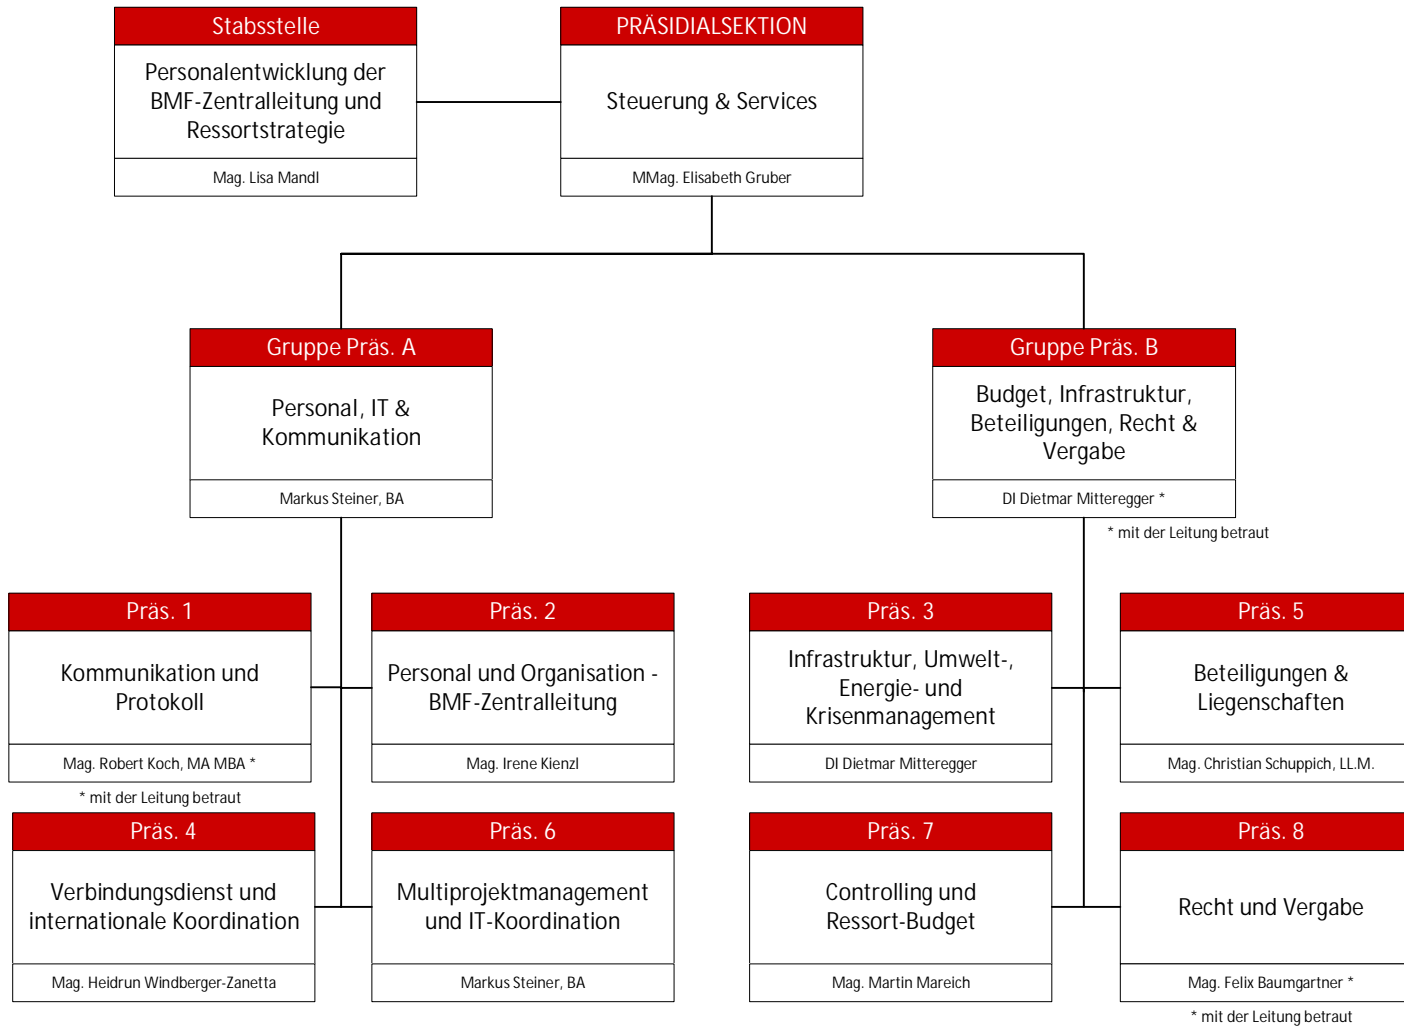 Stabsstelle
Personalentwicklung der
BMF-Zentralleitung und
Ressortstrategie
Mag. Lisa Mandl
PRÄSIDIALSEKTION
Steuerung & Services
MMag. Elisabeth Gruber
Gruppe Präs. A
Personal, IT &
Kommunikation
Markus Steiner, BA
Gruppe Präs. B
Budget, Infrastruktur,
Beteiligungen, Recht &
Vergabe
DI Dietmar Mitteregger *
* mit der Leitung betraut
Präs. 1
Kommunikation und
Protokoll
Mag. Robert Koch, MA MBA *
* mit der Leitung betraut
Präs. 2
Personal und Organisation -
BMF-Zentralleitung
Mag. Irene Kienzl
Präs. 3
Infrastruktur, Umwelt-,
Energie- und
Krisenmanagement
DI Dietmar Mitteregger
Präs. 5
Beteiligungen &
Liegenschaften
Mag. Christian Schuppich, LL.M.
Präs. 4
Verbindungsdienst und
internationale Koordination
Mag. Heidrun Windberger-Zanetta
Präs. 6
Multiprojektmanagement
und IT-Koordination
Markus Steiner, BA
Präs. 7
Controlling und
Ressort-Budget
Mag. Martin Mareich
Präs. 8
Recht und Vergabe
Mag. Felix Baumgartner *
* mit der Leitung betraut